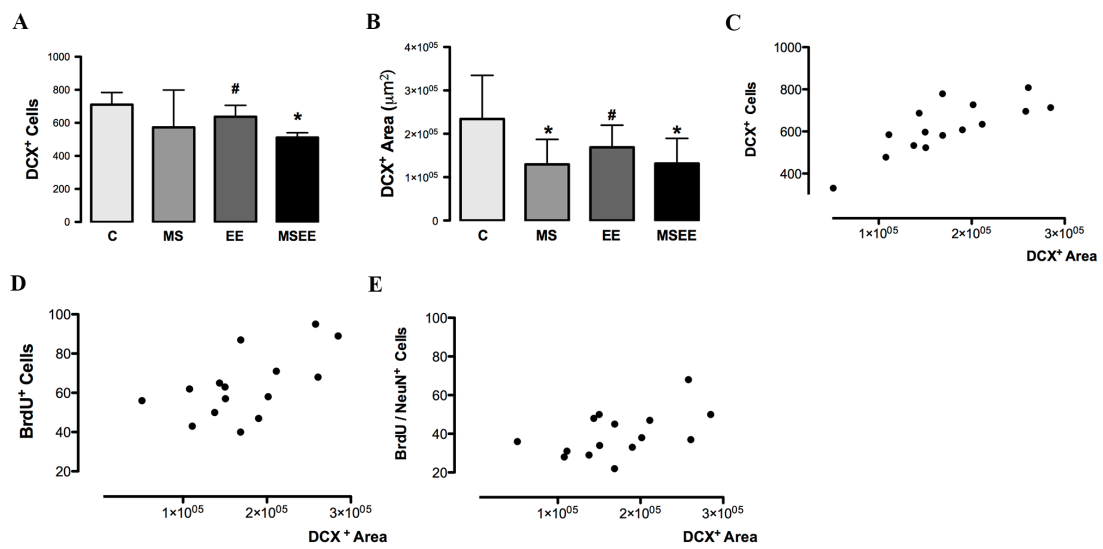 A
DCX⁺ Cells
1000
800
600
400
200
0
#
*
C MS EE MSEE
B
DCX⁺ Area (μm²)
4×10⁰⁵
3×10⁰⁵
2×10⁰⁵
1×10⁰⁵
0
*
#
*
C MS EE MSEE
C
DCX⁺ Cells
1000
800
600
400
1×10⁰⁵ 2×10⁰⁵ 3×10⁰⁵
DCX⁺ Area
D
BrdU⁺ Cells
100
80
60
40
20
1×10⁰⁵ 2×10⁰⁵ 3×10⁰⁵
DCX⁺ Area
E
BrdU / NeuN⁺ Cells
100
80
60
40
20
1×10⁰⁵ 2×10⁰⁵ 3×10⁰⁵
DCX⁺ Area